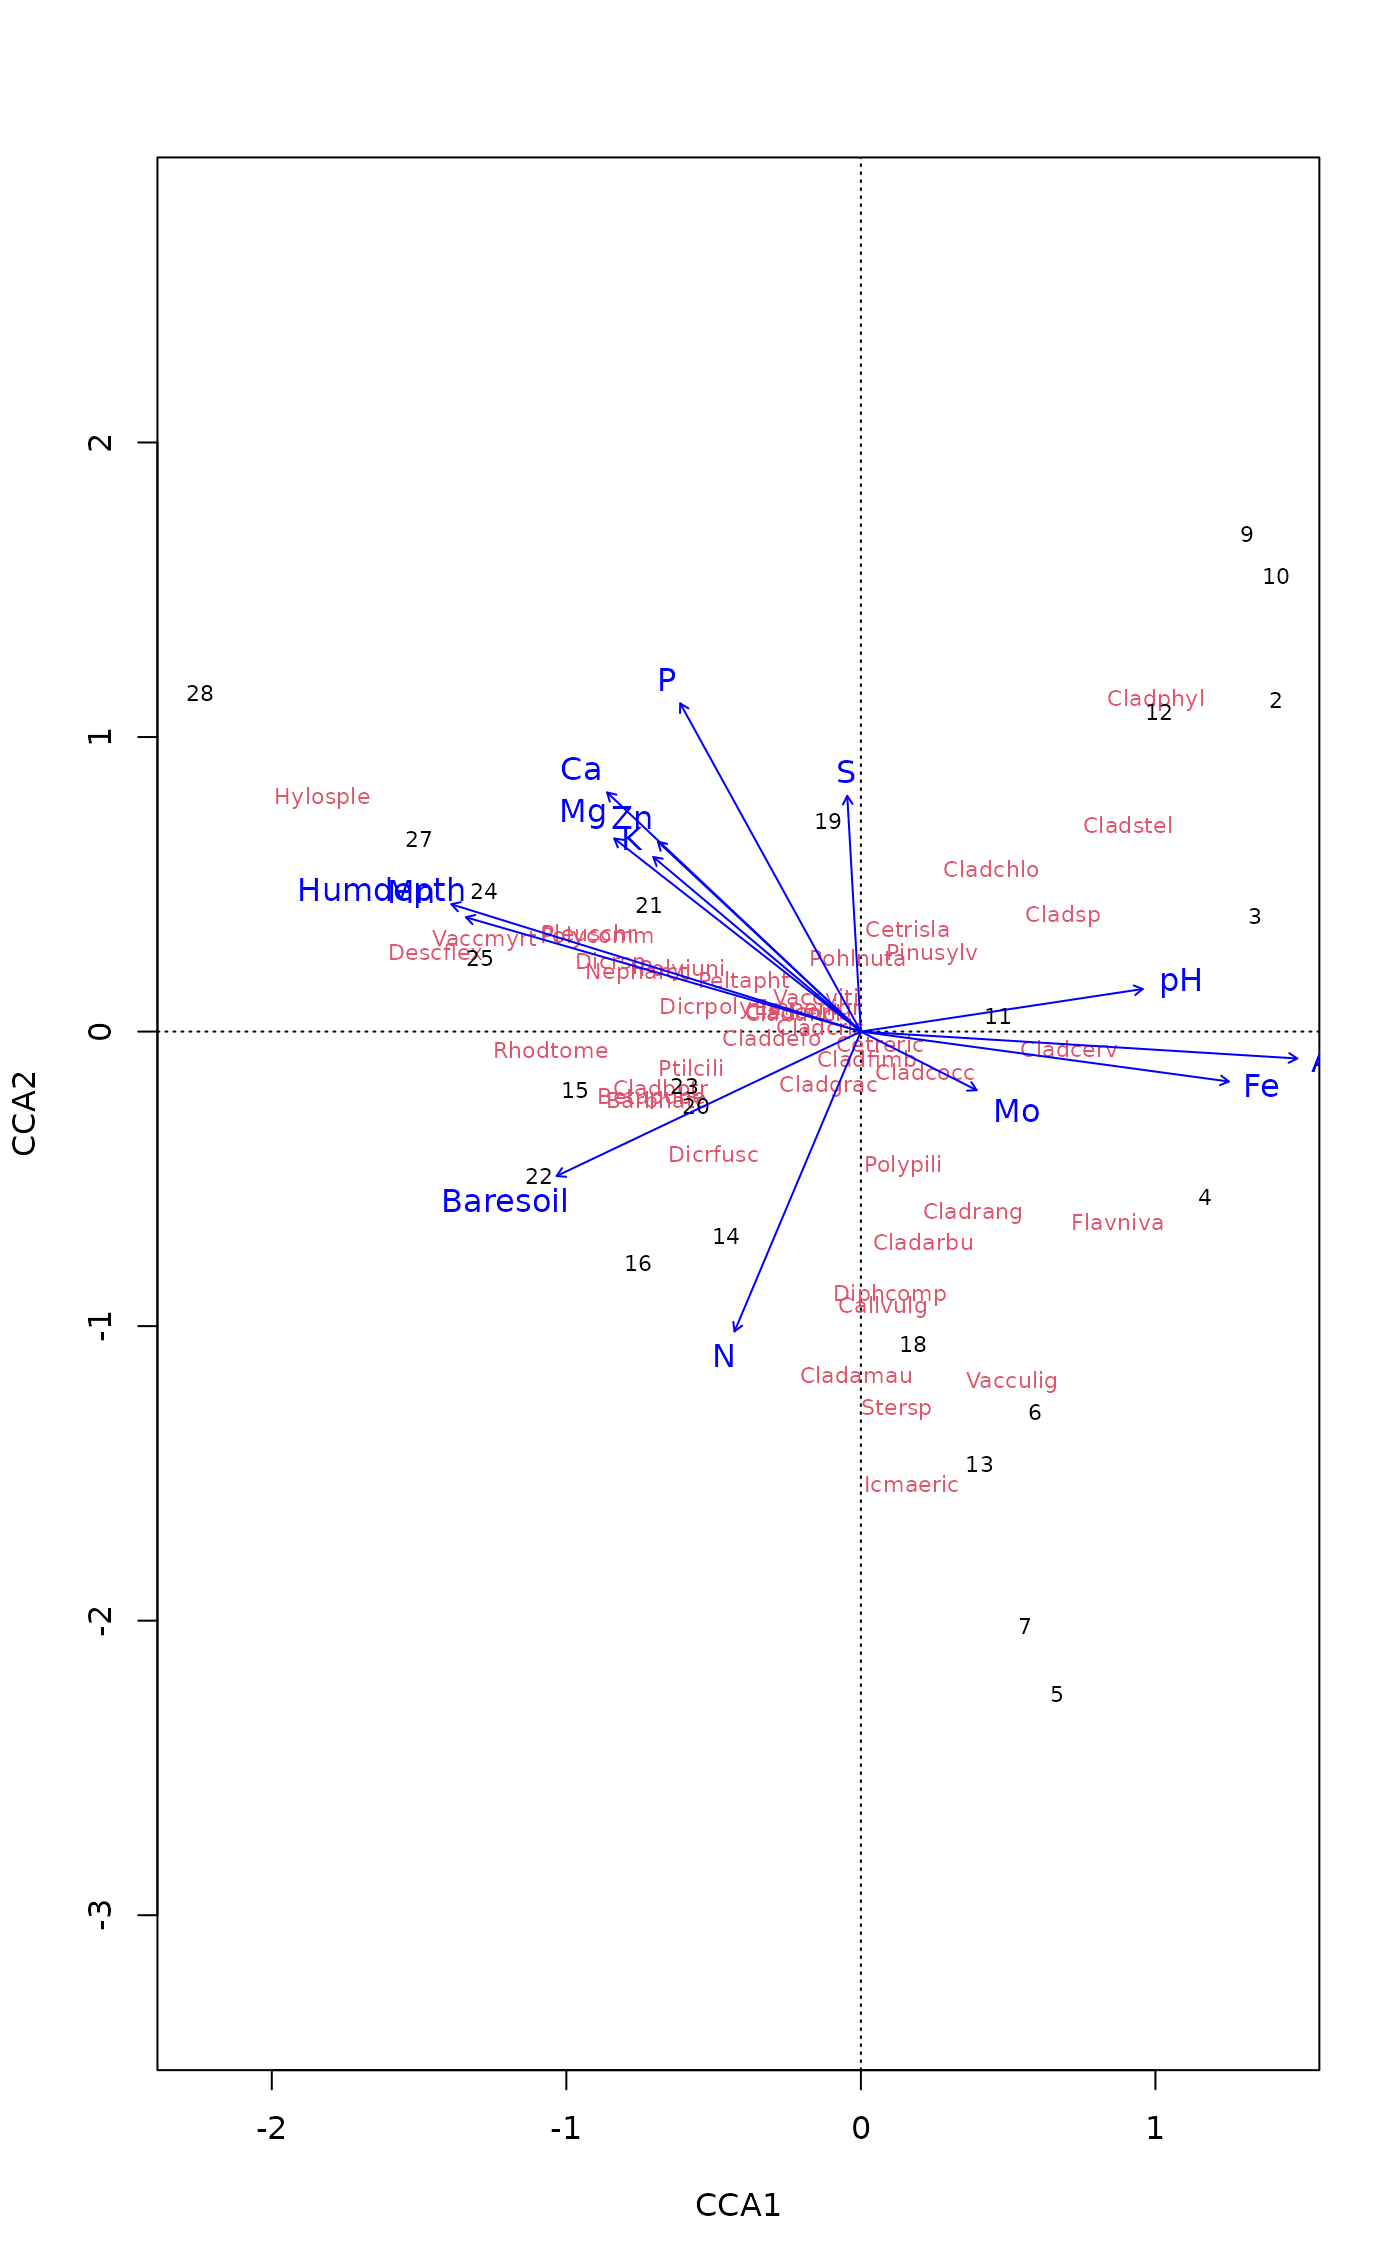 2
9
10
P
28
Cladphyl
2
12
1
Ca
S
Hylosple
Mg
Zn
19
Cladstel
27
K
Cladchlo
Humdepth
Mn
24
21
Cladsp
3
Cetrisla
Vaccmyrt
Pleuschr
Polycomm
Descflex
25
Pohlnuta
Pinusylv
Dicrsp
Polyjuni
Nepharct
Peltapht
pH
Vaccviti
Dicrpoly
11
0
Claddefo
Cetreric
Cladcerv
Rhodtome
Cladfimb
A
Ptilcili
Cladcocc
Cladgrac
Fe
15
Cladbotr
23
Betupube
Barbhatc
20
Mo
CCA2
Dicrfusc
Polypili
22
Baresoil
4
Cladrang
Flavniva
14
Cladarbu
16
Diphcomp
Callvulg
-1
18
N
Cladamau
Vacculig
Stersp
6
13
Icmaeric
-2
7
5
-3
-2
-1
0
1
CCA1